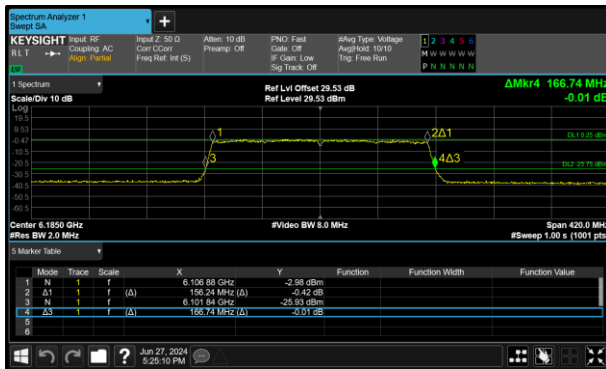 Spectrum Analyzer 1
Swept SA
KEYSIGHT Input: RF Input Z: 50 Ω Atten: 10 dB PNO: Fast #Avg Type: Voltage 1 2 3 4 5 6
RLT Coupling: AC Corr CCorr Preamp: Off Gate: Off Avg|Hold: 10/10 M W W W W W
Align: Partial Freq Ref: Int (S) IF Gain: Low Trig: Free Run
Sig Track: Off P N N N N N
1 Spectrum Ref Lvl Offset 29.53 dB ΔMkr4 166.74 MHz
Scale/Div 10 dB Ref Level 29.53 dBm -0.01 dB
Log
19.5
9.53 1 2Δ1 DL1 0.25 dBm
-0.47
-10.5 3 4Δ3
-20.5 DL2 -25.75 dBm
-30.5
-40.5
-50.5
-60.5
Center 6.1850 GHz #Video BW 8.0 MHz Span 420.0 MHz
#Res BW 2.0 MHz #Sweep 1.00 s (1001 pts
5 Marker Table
Mode Trace Scale X Y Function Function Width Function Value
1 N 1 f 6.106 88 GHz -2.98 dBm
2 Δ1 1 f (Δ) 156.24 MHz (Δ) -0.42 dB
3 N 1 f 6.101 84 GHz -25.93 dBm
4 Δ3 1 f (Δ) 166.74 MHz (Δ) -0.01 dB
5
6
? Jun 27, 2024
5:25:10 PM